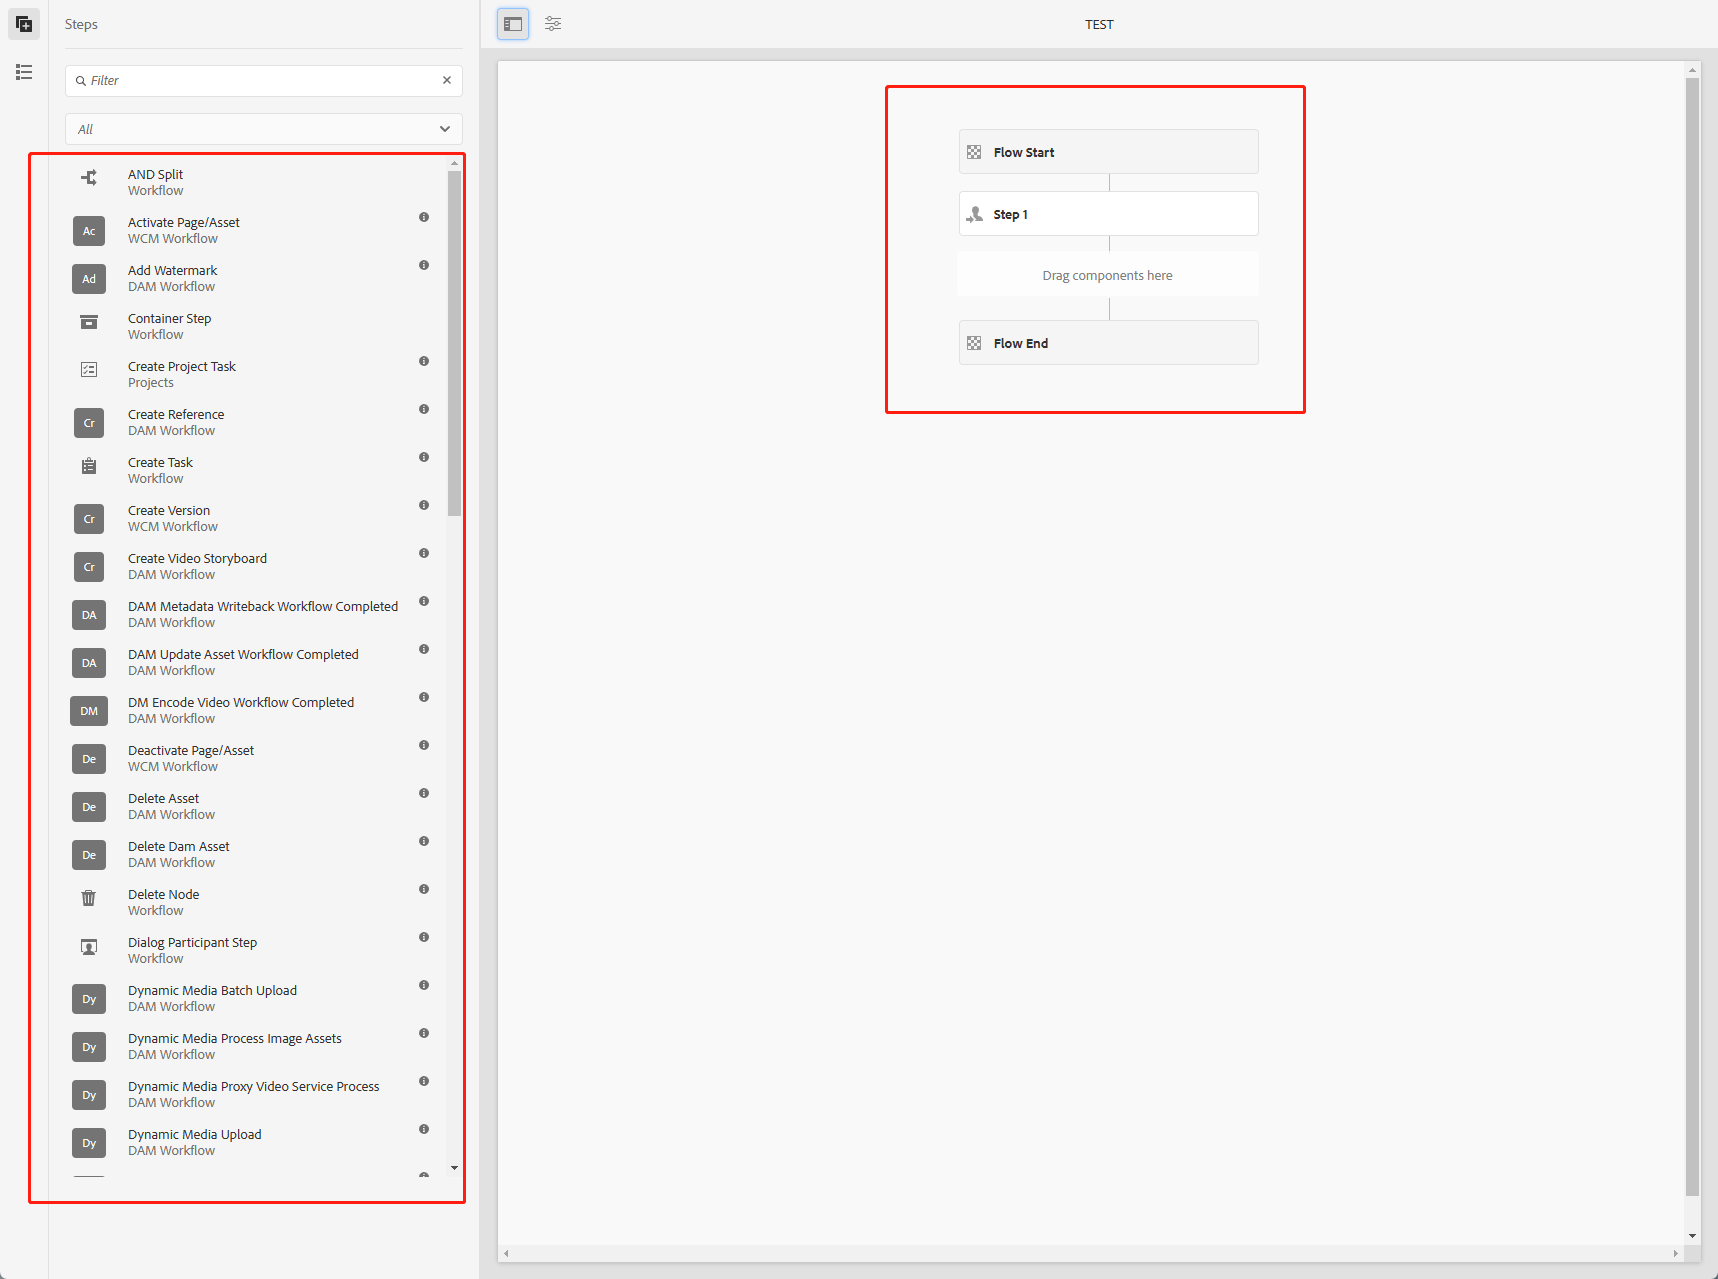 Steps
TEST
Filter
All
AND Split
Workflow
Ac
Activate Page/Asset
WCM Workflow
Ad
Add Watermark
DAM Workflow
Container Step
Workflow
Create Project Task
Projects
Cr
Create Reference
DAM Workflow
Create Task
Workflow
Cr
Create Version
WCM Workflow
Cr
Create Video Storyboard
DAM Workflow
DA
DAM Metadata Writeback Workflow Completed
DAM Workflow
DA
DAM Update Asset Workflow Completed
DAM Workflow
DM
DM Encode Video Workflow Completed
DAM Workflow
De
Deactivate Page/Asset
WCM Workflow
De
Delete Asset
DAM Workflow
De
Delete Dam Asset
DAM Workflow
Delete Node
Workflow
Dialog Participant Step
Workflow
Dy
Dynamic Media Batch Upload
DAM Workflow
Dy
Dynamic Media Process Image Assets
DAM Workflow
Dy
Dynamic Media Proxy Video Service Process
DAM Workflow
Dy
Dynamic Media Upload
DAM Workflow
Flow Start
Step 1
Drag components here
Flow End